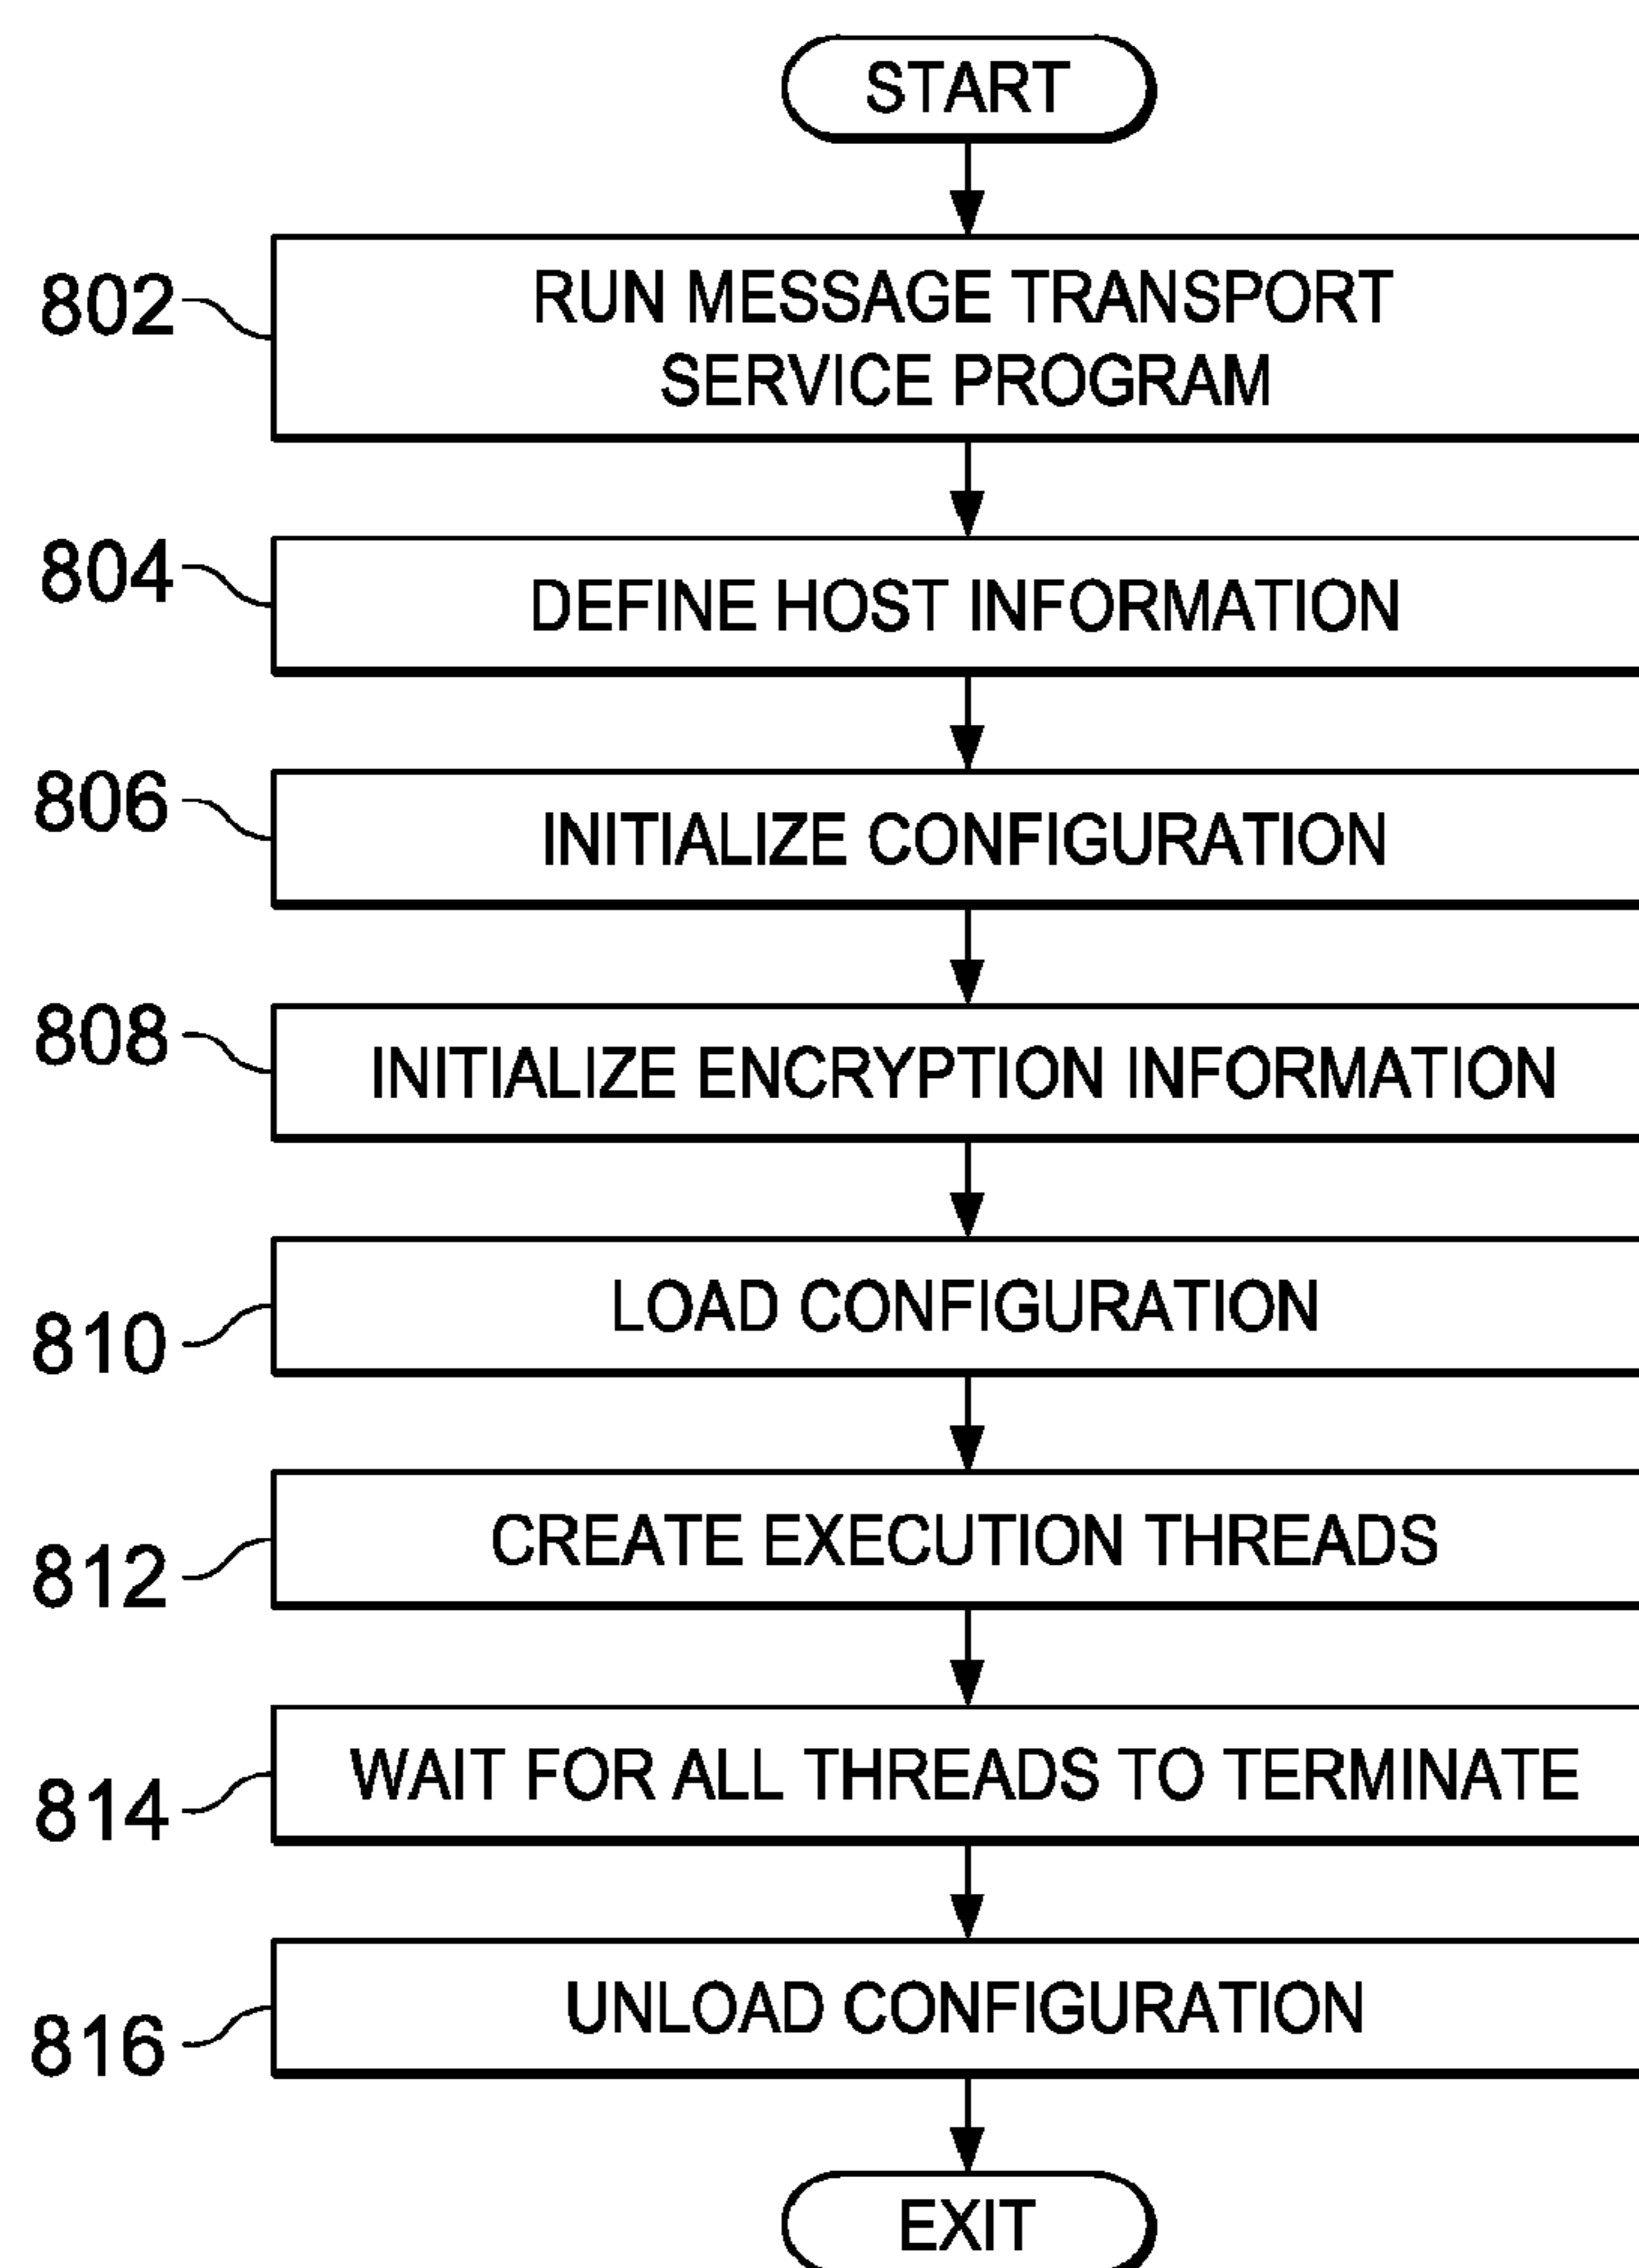 START
802
RUN MESSAGE TRANSPORT
SERVICE PROGRAM
804
DEFINE HOST INFORMATION
806
INITIALIZE CONFIGURATION
808
INITIALIZE ENCRYPTION INFORMATION
810
LOAD CONFIGURATION
812
CREATE EXECUTION THREADS
814
WAIT FOR ALL THREADS TO TERMINATE
816
UNLOAD CONFIGURATION
EXIT